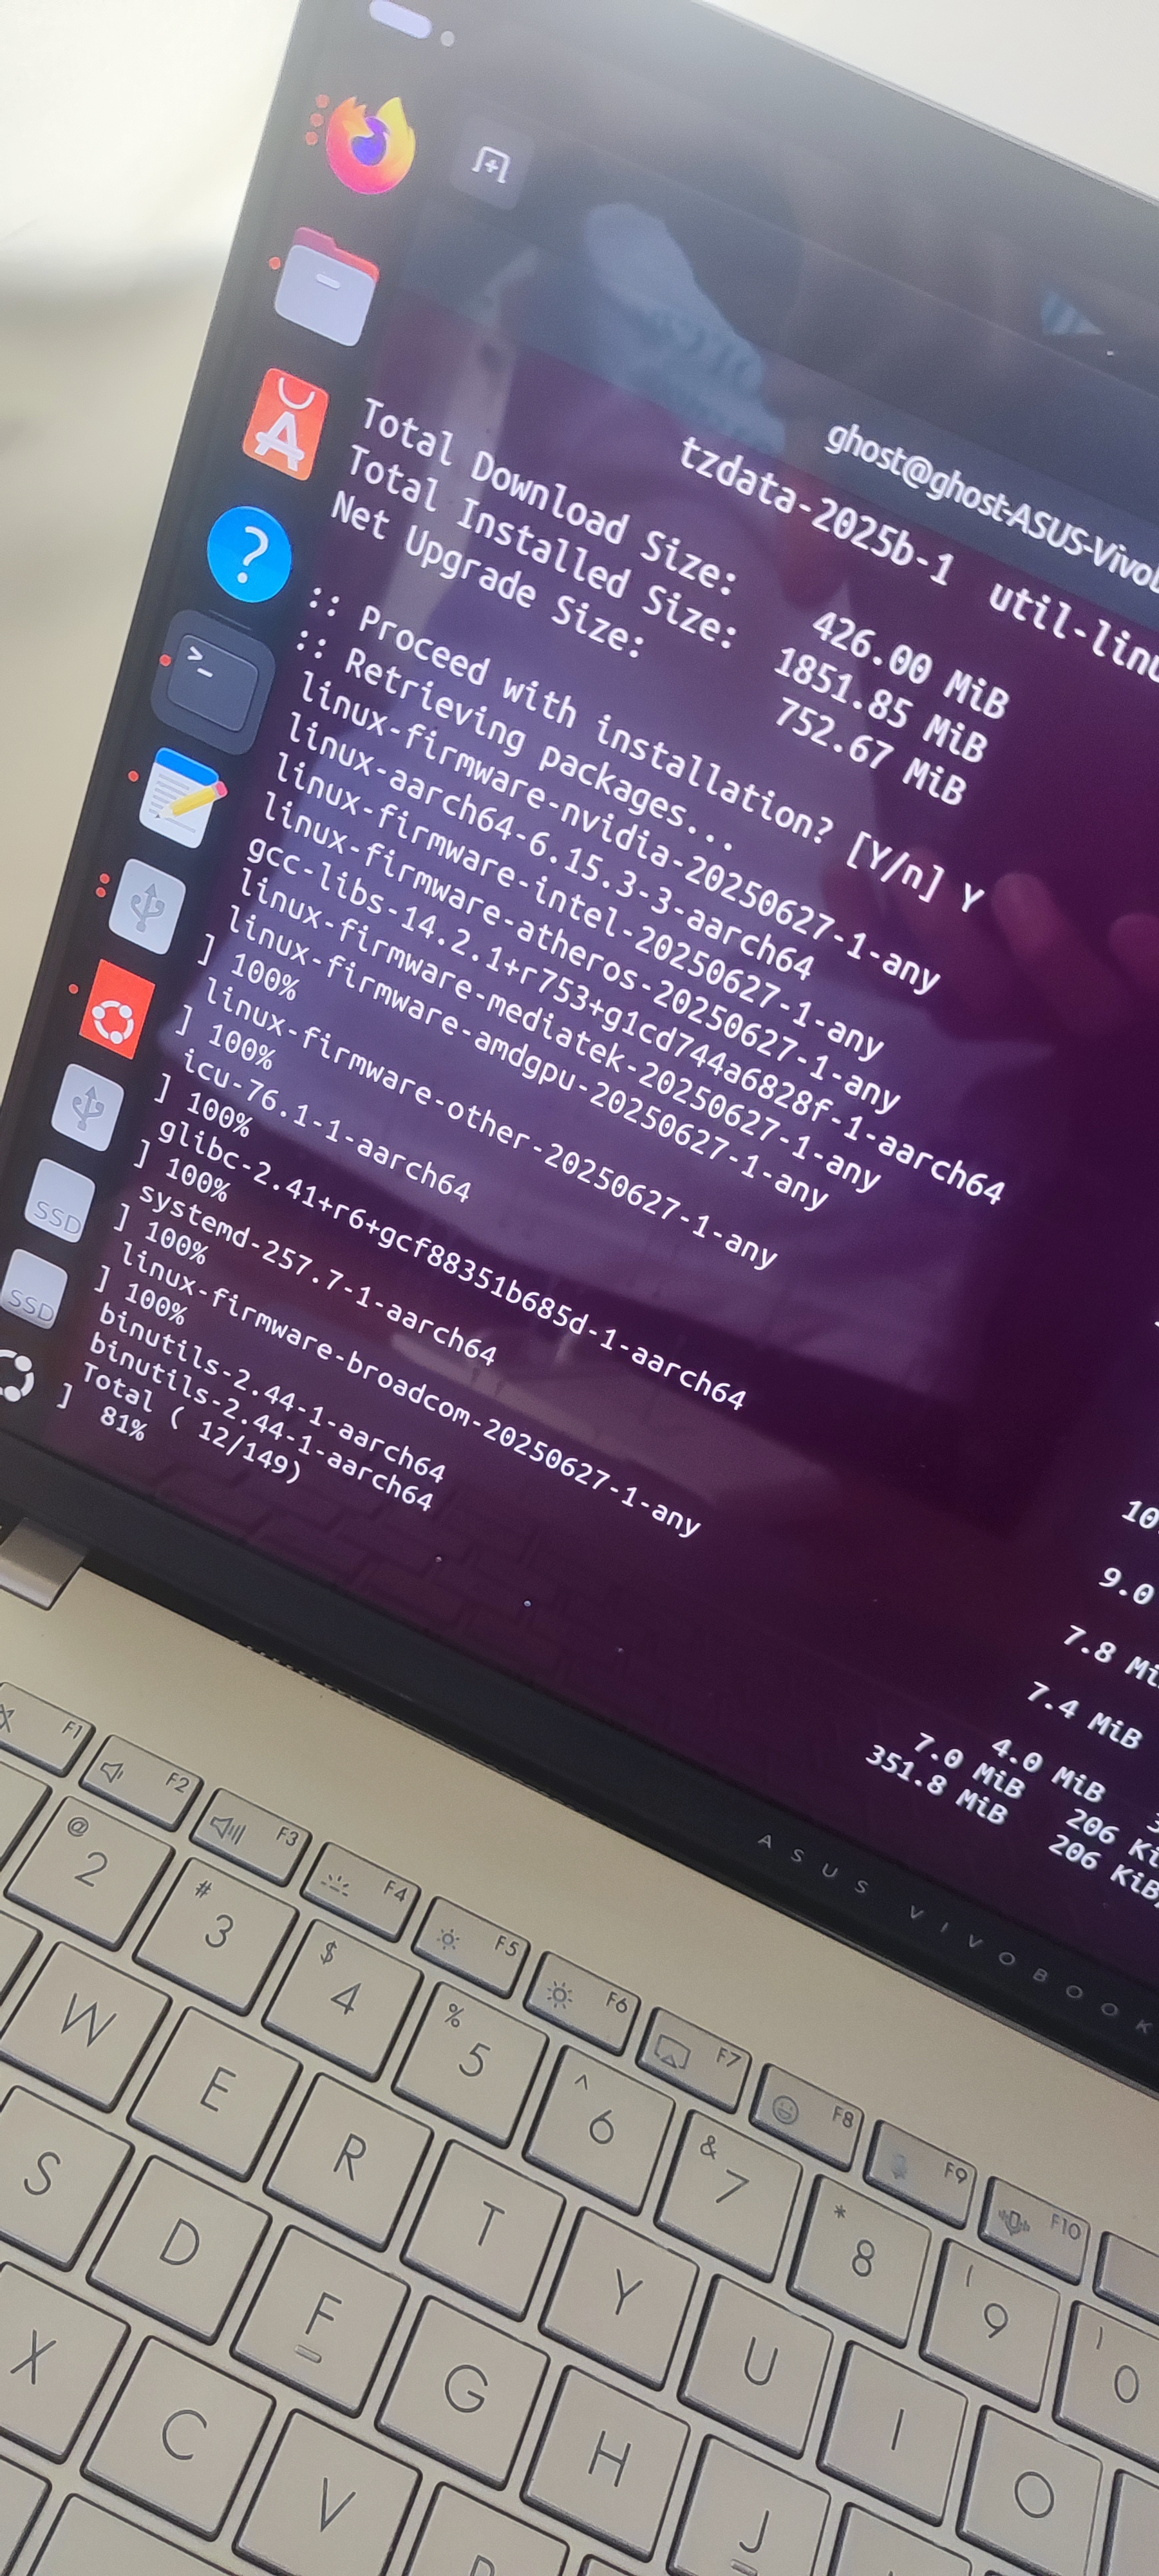 ghost@ghost-ASUS-Vivob
tzdata-2025b-1 util-linu
Total Download Size: 426.00 MiB
Total Installed Size: 1851.85 MiB
Net Upgrade Size: 752.67 MiB
:: Proceed with installation? [Y/n] Y
:: Retrieving packages...
linux-firmware-nvidia-20250627-1-any
linux-aarch64-6.15.3-3-aarch64
linux-firmware-intel-20250627-1-any
linux-firmware-atheros-20250627-1-any
gcc-libs-14.2.1+r753+g1cd744a6828f-1-aarch64
linux-firmware-mediatek-20250627-1-any
linux-firmware-amdgpu-20250627-1-any
] 100%
linux-firmware-other-20250627-1-any
] 100%
icu-76.1-1-aarch64 10
] 100%
glibc-2.41+r6+gcf88351b685d-1-aarch64 9.0
] 100%
systemd-257.7-1-aarch64 7.8 Mi
] 100%
linux-firmware-broadcom-20250627-1-any 7.4 MiB
] 100%
binutils-2.44-1-aarch64 4.0 MiB
binutils-2.44-1-aarch64 7.0 MiB 206 Ki
Total ( 12/149) 351.8 MiB 206 KiB
] 81%
SSD
SSD
ASUS VIVOBOOK
F1 F2 F3 F4 F5 F6 F7 F8 F9 F10
@ # $ % ^ & * ( )
2 3 4 5 6 7 8 9 0
W E R T Y U I O
S D F G H J
X C V